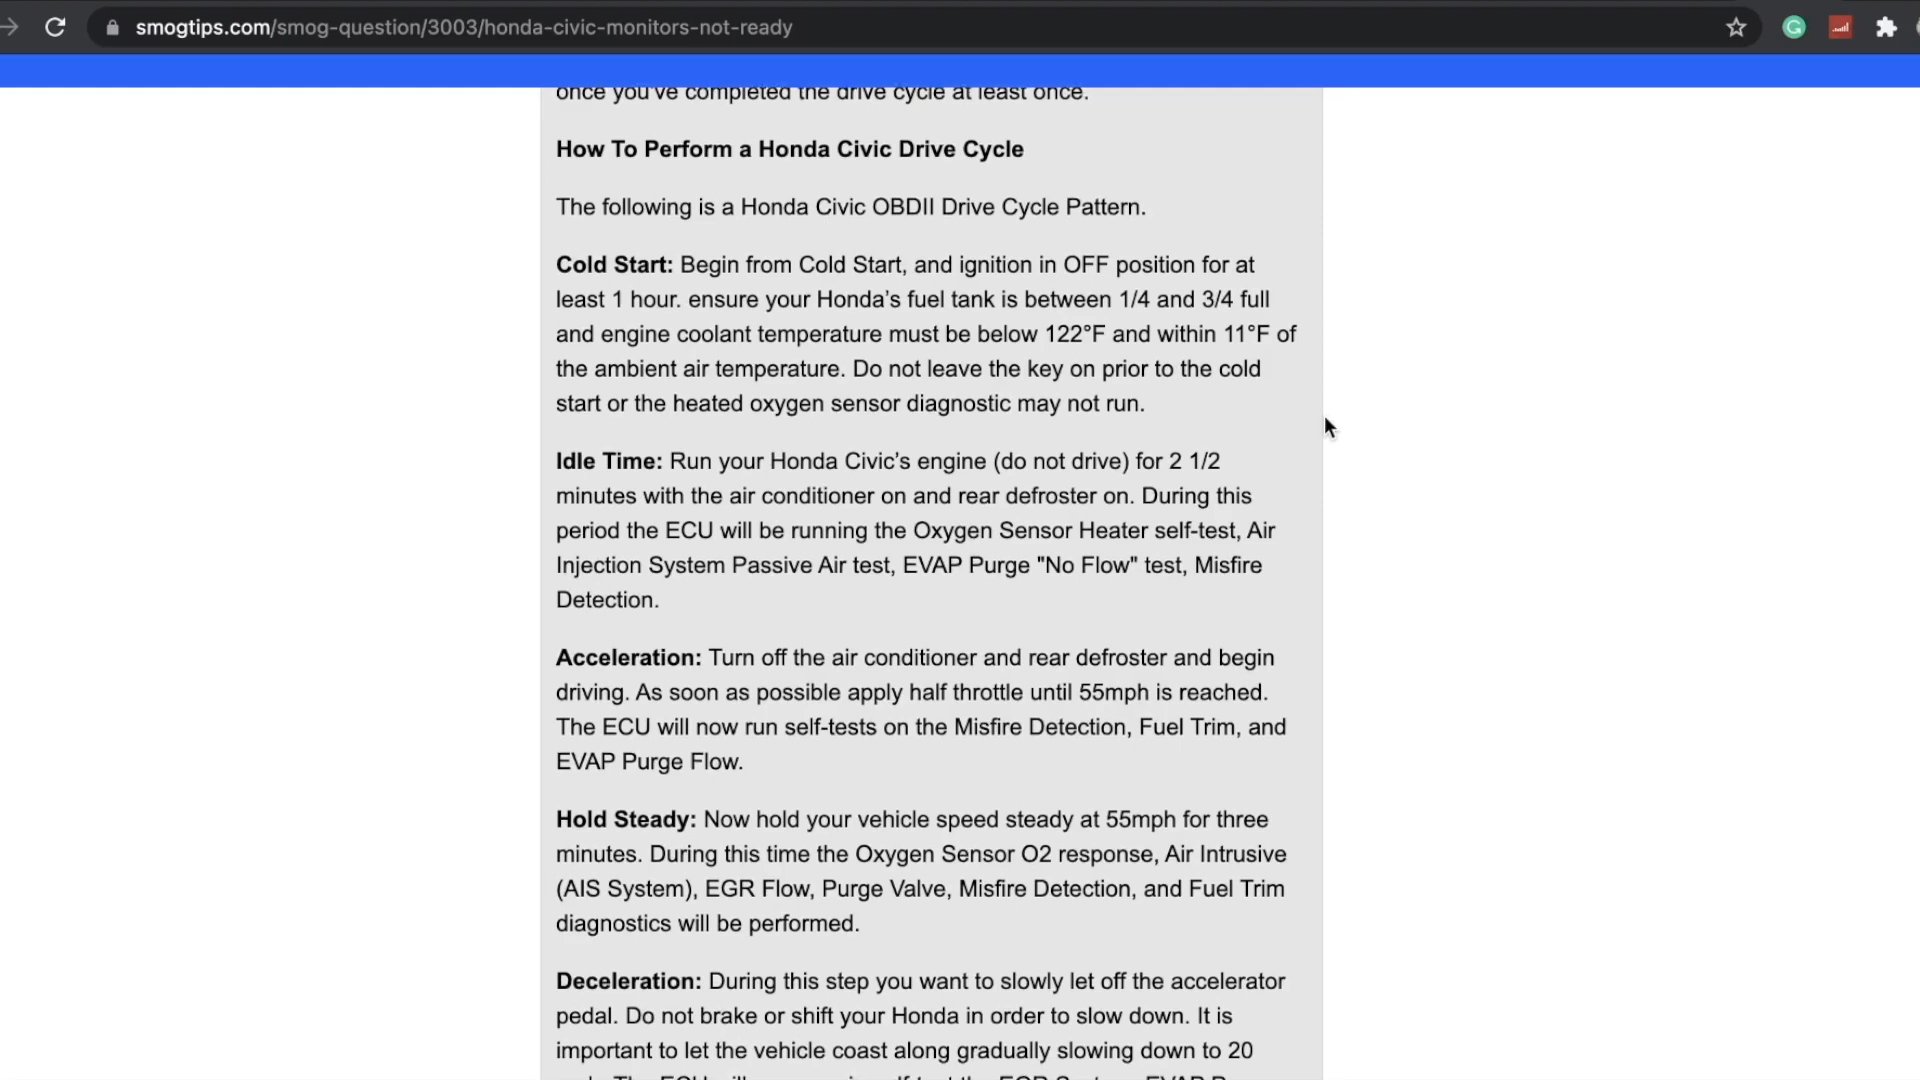 smogtips.com/smog-question/3003/honda-civic-monitors-not-ready
once you've completed the drive cycle at least once.
How To Perform a Honda Civic Drive Cycle
The following is a Honda Civic OBDII Drive Cycle Pattern.
Cold Start: Begin from Cold Start, and ignition in OFF position for at
least 1 hour. ensure your Honda’s fuel tank is between 1/4 and 3/4 full
and engine coolant temperature must be below 122°F and within 11°F of
the ambient air temperature. Do not leave the key on prior to the cold
start or the heated oxygen sensor diagnostic may not run.
Idle Time: Run your Honda Civic’s engine (do not drive) for 2 1/2
minutes with the air conditioner on and rear defroster on. During this
period the ECU will be running the Oxygen Sensor Heater self-test, Air
Injection System Passive Air test, EVAP Purge "No Flow" test, Misfire
Detection.
Acceleration: Turn off the air conditioner and rear defroster and begin
driving. As soon as possible apply half throttle until 55mph is reached.
The ECU will now run self-tests on the Misfire Detection, Fuel Trim, and
EVAP Purge Flow.
Hold Steady: Now hold your vehicle speed steady at 55mph for three
minutes. During this time the Oxygen Sensor O2 response, Air Intrusive
(AIS System), EGR Flow, Purge Valve, Misfire Detection, and Fuel Trim
diagnostics will be performed.
Deceleration: During this step you want to slowly let off the accelerator
pedal. Do not brake or shift your Honda in order to slow down. It is
important to let the vehicle coast along gradually slowing down to 20